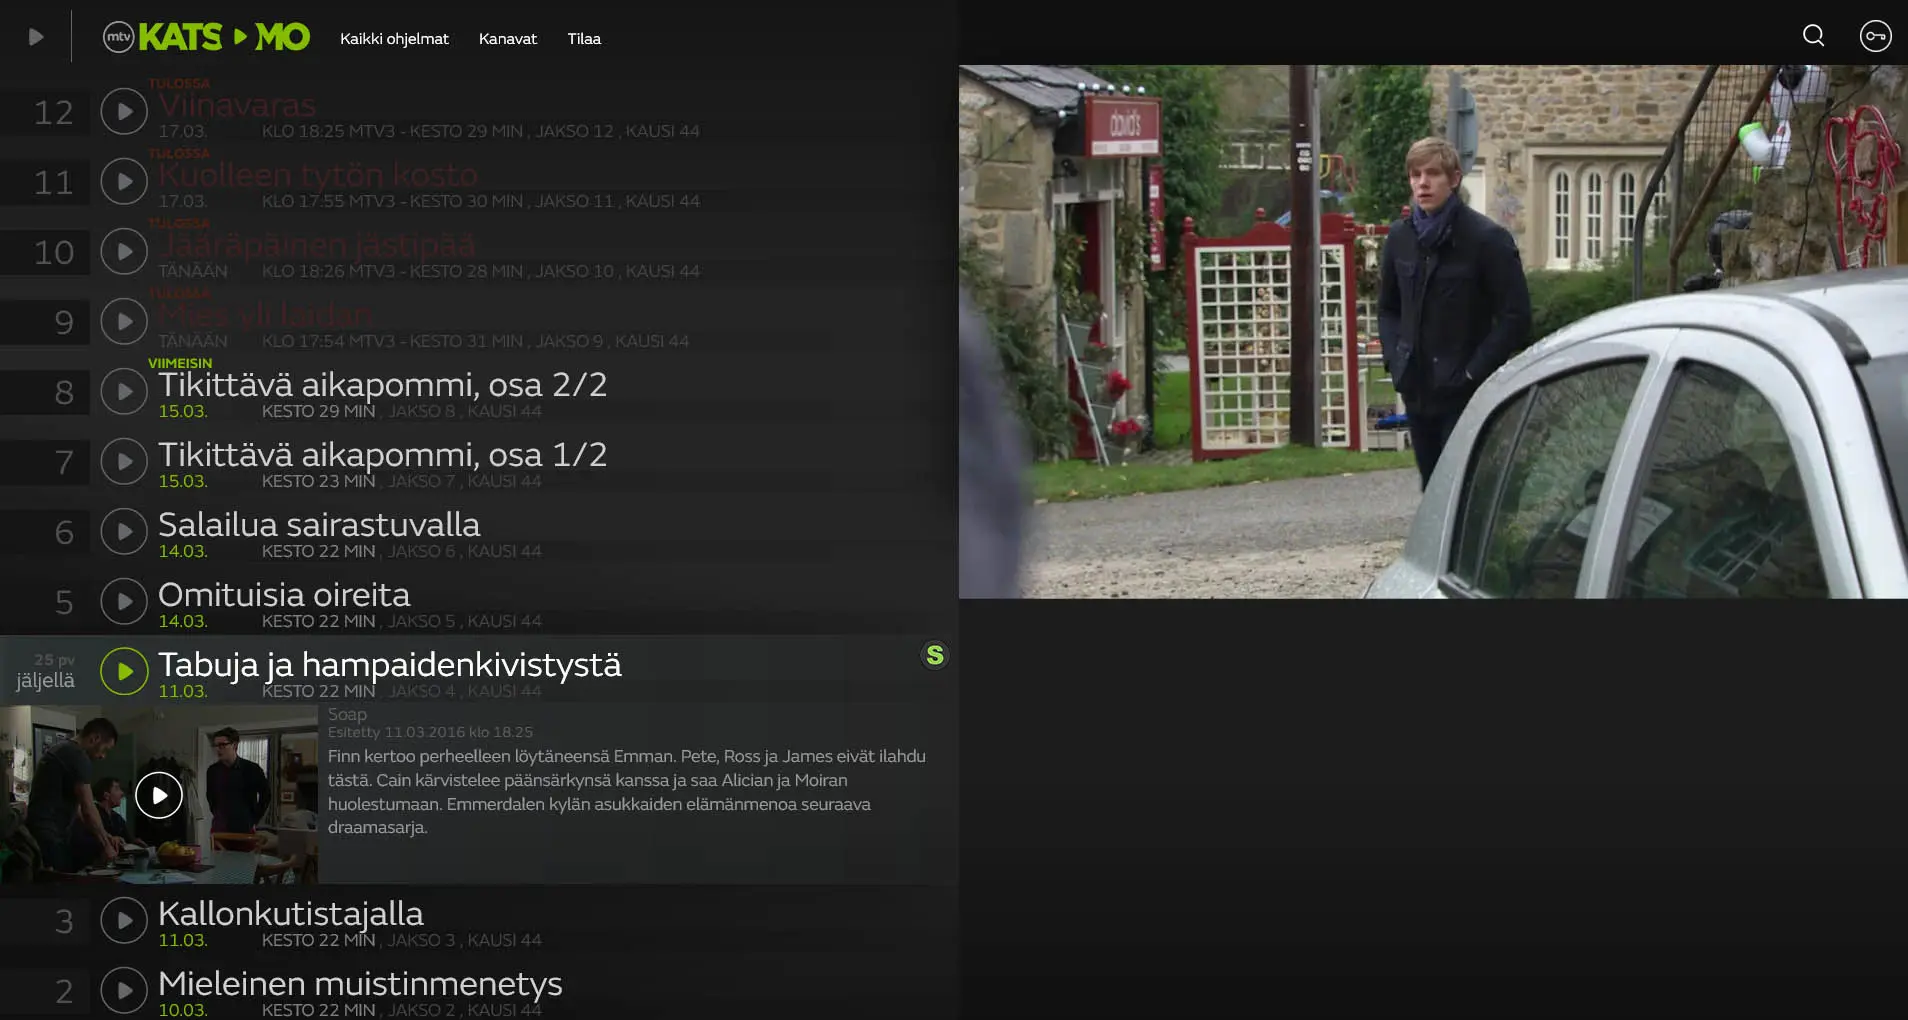 mtv KATSOMO
Kaikki ohjelmat
Kanavat
Tilaa
TULOSSA
12
Viinavaras
17.03. KLO 18:25 MTV3 - KESTO 29 MIN , JAKSO 12 , KAUSI 44
TULOSSA
11
Kuolleen tytön kosto
17.03. KLO 17:55 MTV3 - KESTO 30 MIN , JAKSO 11 , KAUSI 44
TULOSSA
10
Jääräpäinen jästipää
TÄNÄÄN KLO 18:26 MTV3 - KESTO 28 MIN , JAKSO 10 , KAUSI 44
TULOSSA
9
Mies yli laidan
TÄNÄÄN KLO 17:54 MTV3 - KESTO 31 MIN , JAKSO 9 , KAUSI 44
VIIMEISIN
8
Tikittävä aikapommi, osa 2/2
15.03. KESTO 29 MIN , JAKSO 8 , KAUSI 44
7
Tikittävä aikapommi, osa 1/2
15.03. KESTO 23 MIN , JAKSO 7 , KAUSI 44
6
Salailua sairastuvalla
14.03. KESTO 22 MIN , JAKSO 6 , KAUSI 44
5
Omituisia oireita
14.03. KESTO 22 MIN , JAKSO 5 , KAUSI 44
25 pv
jäljellä
Tabuja ja hampaidenkivistystä
S
11.03. KESTO 22 MIN , JAKSO 4 , KAUSI 44
Soap
Esitetty 11.03.2016 klo 18.25
Finn kertoo perheelleen löytäneensä Emman. Pete, Ross ja James eivät ilahdu
tästä. Cain kärvistelee päänsärkynsä kanssa ja saa Alician ja Moiran
huolestumaan. Emmerdalen kylän asukkaiden elämänmenoa seuraava
draamasarja.
3
Kallonkutistajalla
11.03. KESTO 22 MIN , JAKSO 3 , KAUSI 44
2
Mieleinen muistinmenetys
10.03. KESTO 22 MIN , JAKSO 2 , KAUSI 44
david's